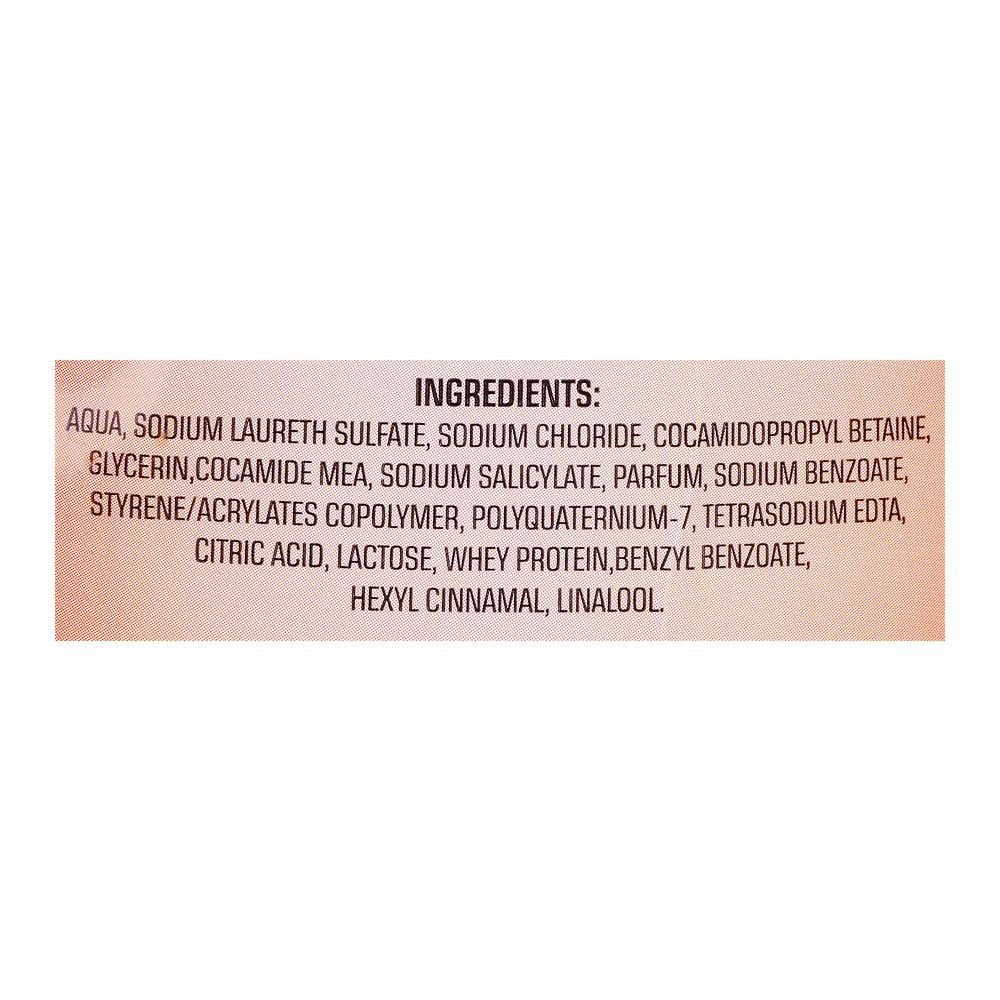 INGREDIENTS:
AQUA, SODIUM LAURETH SULFATE, SODIUM CHLORIDE, COCAMIDOPROPYL BETAINE,
GLYCERIN,COCAMIDE MEA, SODIUM SALICYLATE, PARFUM, SODIUM BENZOATE,
STYRENE/ACRYLATES COPOLYMER, POLYQUATERNIUM-7, TETRASODIUM EDTA,
CITRIC ACID, LACTOSE, WHEY PROTEIN,BENZYL BENZOATE,
HEXYL CINNAMAL, LINALOOL.